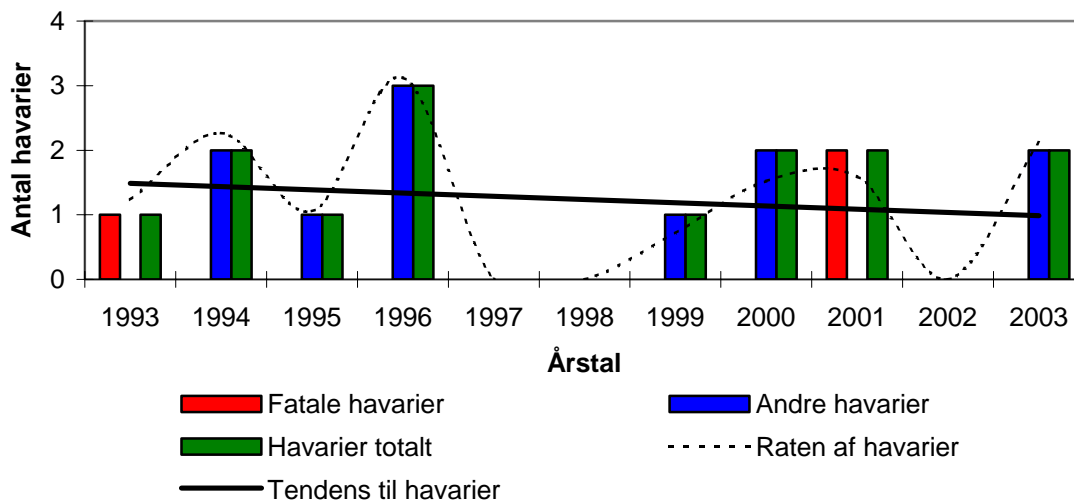 4
3
2
1
0
Antal havarier
1993 1994 1995 1996 1997 1998 1999 2000 2001 2002 2003
Årstal
Fatale havarier
Andre havarier
Havarier totalt
Raten af havarier
Tendens til havarier